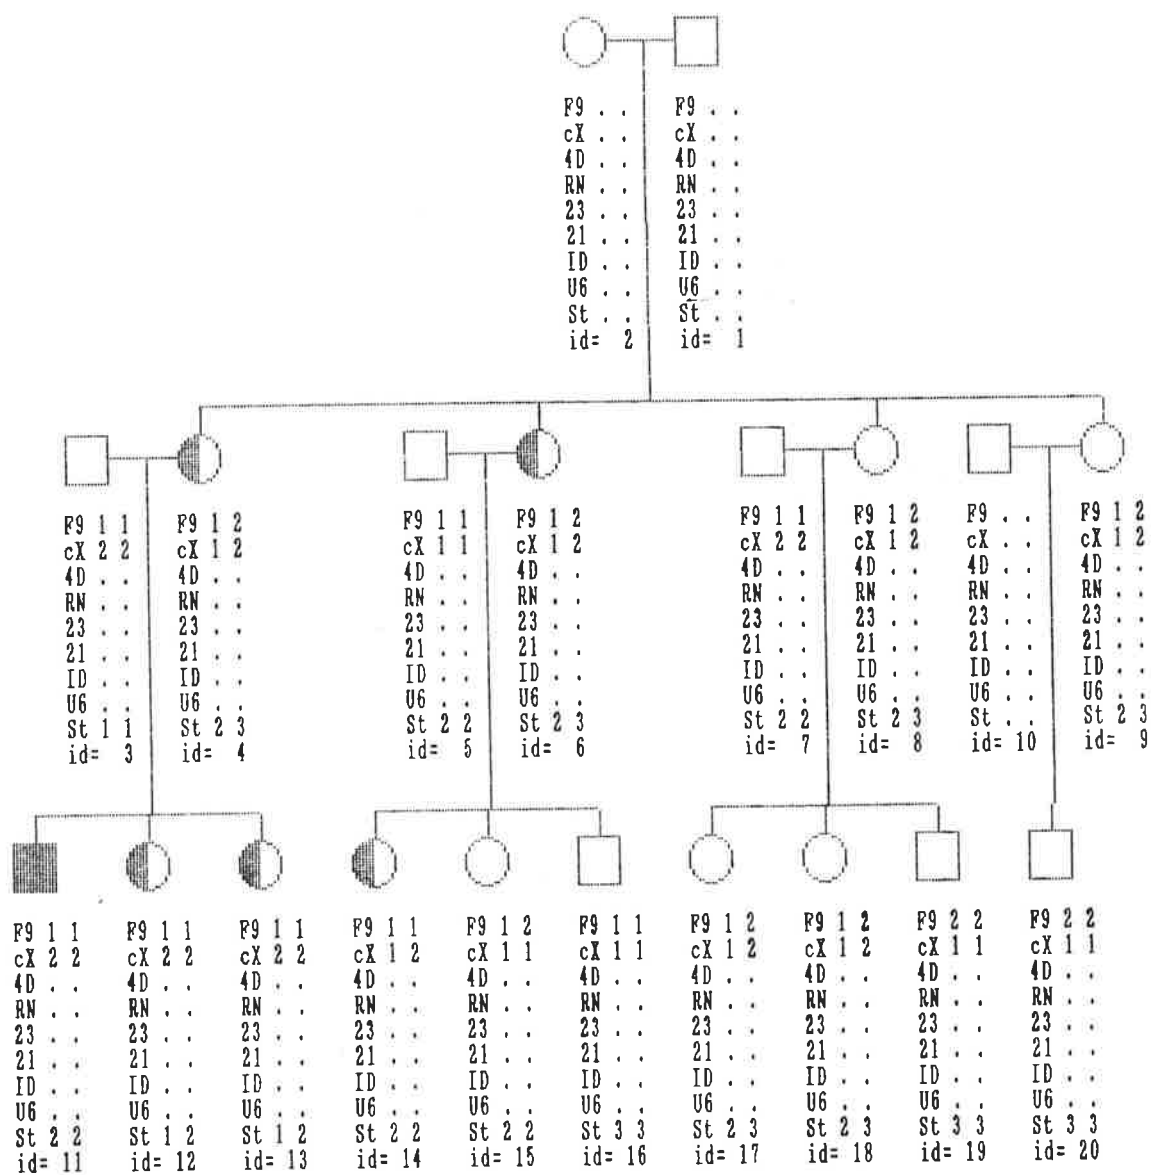 F9 . .
cX . .
4D . .
RN . .
23 . .
21 . .
ID . .
U6 . .
St . .
id= 2
F9 . .
cX . .
4D . .
RN . .
23 . .
21 . .
ID . .
U6 . .
St . .
id= 1
F9 1 1
cX 2 2
4D . .
RN . .
23 . .
21 . .
ID . .
U6 . .
St 1 1
id= 3
F9 1 2
cX 1 2
4D . .
RN . .
23 . .
21 . .
ID . .
U6 . .
St 2 3
id= 4
F9 1 1
cX 1 1
4D . .
RN . .
23 . .
21 . .
ID . .
U6 . .
St 2 2
id= 5
F9 1 2
cX 1 2
4D . .
RN . .
23 . .
21 . .
ID . .
U6 . .
St 2 3
id= 6
F9 1 1
cX 2 2
4D . .
RN . .
23 . .
21 . .
ID . .
U6 . .
St 2 2
id= 7
F9 1 2
cX 1 2
4D . .
RN . .
23 . .
21 . .
ID . .
U6 . .
St 2 3
id= 8
F9 . .
cX . .
4D . .
RN . .
23 . .
21 . .
ID . .
U6 . .
St . .
id= 10
F9 1 2
cX 1 2
4D . .
RN . .
23 . .
21 . .
ID . .
U6 . .
St 2 3
id= 9
F9 1 1
cX 2 2
4D . .
RN . .
23 . .
21 . .
ID . .
U6 . .
St 2 2
id= 11
F9 1 1
cX 2 2
4D . .
RN . .
23 . .
21 . .
ID . .
U6 . .
St 1 2
id= 12
F9 1 1
cX 2 2
4D . .
RN . .
23 . .
21 . .
ID . .
U6 . .
St 1 2
id= 13
F9 1 1
cX 1 2
4D . .
RN . .
23 . .
21 . .
ID . .
U6 . .
St 2 2
id= 14
F9 1 2
cX 1 1
4D . .
RN . .
23 . .
21 . .
ID . .
U6 . .
St 2 2
id= 15
F9 1 1
cX 1 1
4D . .
RN . .
23 . .
21 . .
ID . .
U6 . .
St 3 3
id= 16
F9 1 2
cX 1 2
4D . .
RN . .
23 . .
21 . .
ID . .
U6 . .
St 2 3
id= 17
F9 1 2
cX 1 2
4D . .
RN . .
23 . .
21 . .
ID . .
U6 . .
St 2 3
id= 18
F9 2 2
cX 1 1
4D . .
RN . .
23 . .
21 . .
ID . .
U6 . .
St 3 3
id= 19
F9 2 2
cX 1 1
4D . .
RN . .
23 . .
21 . .
ID . .
U6 . .
St 3 3
id= 20